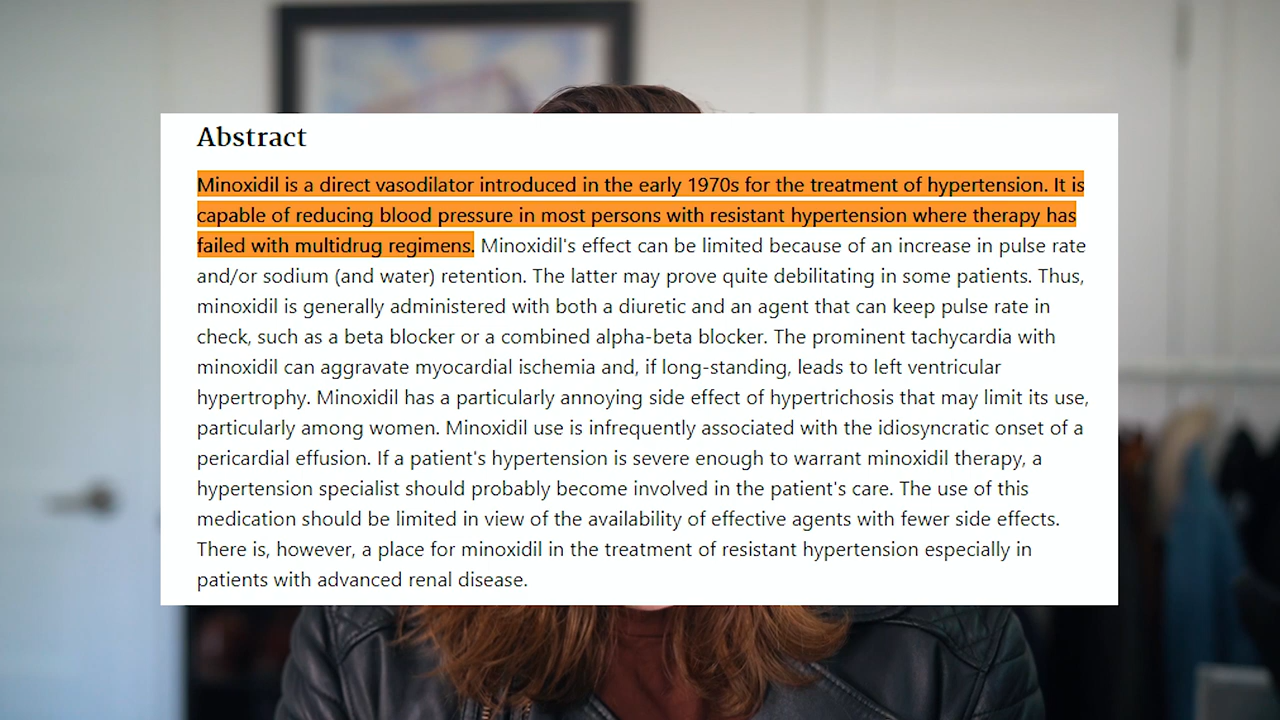 Abstract
Minoxidil is a direct vasodilator introduced in the early 1970s for the treatment of hypertension. It is
capable of reducing blood pressure in most persons with resistant hypertension where therapy has
failed with multidrug regimens. Minoxidil's effect can be limited because of an increase in pulse rate
and/or sodium (and water) retention. The latter may prove quite debilitating in some patients. Thus,
minoxidil is generally administered with both a diuretic and an agent that can keep pulse rate in
check, such as a beta blocker or a combined alpha-beta blocker. The prominent tachycardia with
minoxidil can aggravate myocardial ischemia and, if long-standing, leads to left ventricular
hypertrophy. Minoxidil has a particularly annoying side effect of hypertrichosis that may limit its use,
particularly among women. Minoxidil use is infrequently associated with the idiosyncratic onset of a
pericardial effusion. If a patient's hypertension is severe enough to warrant minoxidil therapy, a
hypertension specialist should probably become involved in the patient's care. The use of this
medication should be limited in view of the availability of effective agents with fewer side effects.
There is, however, a place for minoxidil in the treatment of resistant hypertension especially in
patients with advanced renal disease.